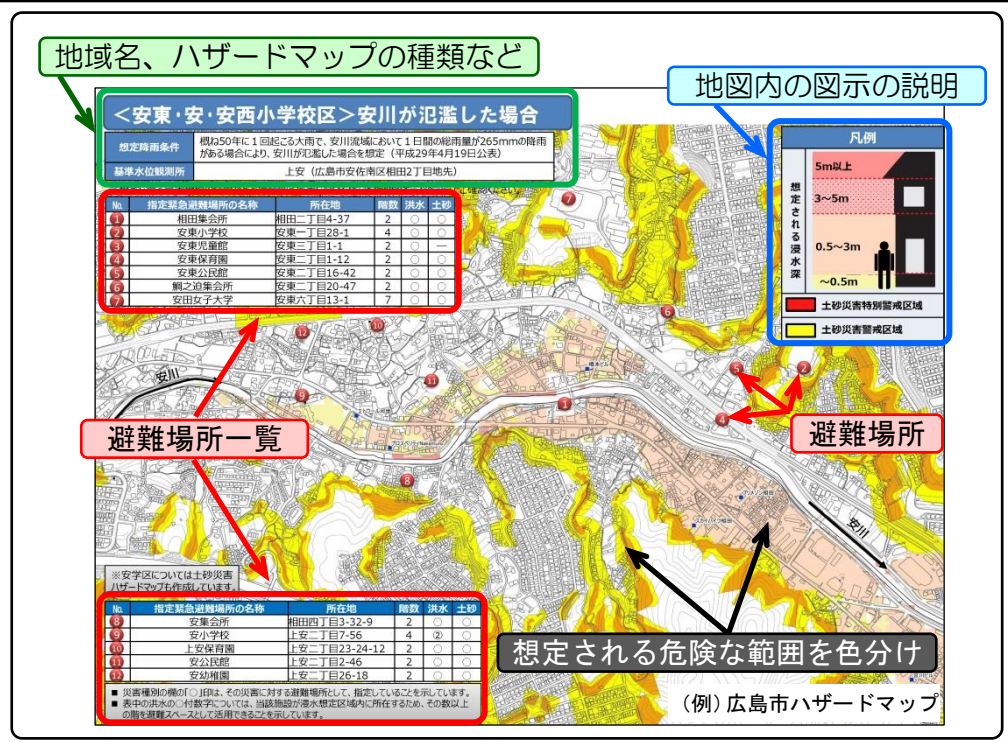 地域名、ハザードマップの種類など
地図内の図示の説明
＜安東・安・安西小学校区＞安川が氾濫した場合
想定降雨条件 概ね50年に1回起こる大雨で、安川流域において1日間の総雨量が265mmの降雨
がある場合により、安川が氾濫した場合を想定（平成29年4月19日公表）
基準水位観測所 上安（広島市安佐南区相田2丁目地先）
No. 指定緊急避難場所の名称 所在地 階数 洪水 土砂
1 相田集会所 相田二丁目4-37 2 ○ ○
2 安東小学校 安東一丁目28-1 4 ○ ○
3 安東児童館 安東三丁目1-1 2 ○ ―
4 安東保育園 安東二丁目1-12 2 ○ ○
5 安東公民館 安東二丁目16-42 2 ○ ○
6 鯛之迫集会所 安東二丁目20-47 2 ○ ○
7 安田女子大学 安東六丁目13-1 7 ○ ○
凡例
想定される浸水深
5m以上
3～5m
0.5～3m
～0.5m
土砂災害特別警戒区域
土砂災害警戒区域
7
6
12
10
11
9
5
2
4
1
8
安川
避難場所一覧
避難場所
安川
※安学区については土砂災害
ハザードマップも作成しています。
No. 指定緊急避難場所の名称 所在地 階数 洪水 土砂
8 安集会所 相田四丁目3-32-9 2 ○ ○
9 安小学校 上安二丁目7-56 4 ② ○
10 上安保育園 上安二丁目23-24-12 2 ○ ○
11 安公民館 上安二丁目2-46 2 ○ ○
12 安幼稚園 上安二丁目26-18 2 ○ ○
■ 災害種別の欄の「○」印は、その災害に対する避難場所として、指定していることを示しています。
■ 表中の洪水の○付数字については、当該施設が浸水想定区域内に所在するため、その数以上
の階を避難スペースとして活用できることを示しています。
想定される危険な範囲を色分け
(例)広島市ハザードマップ